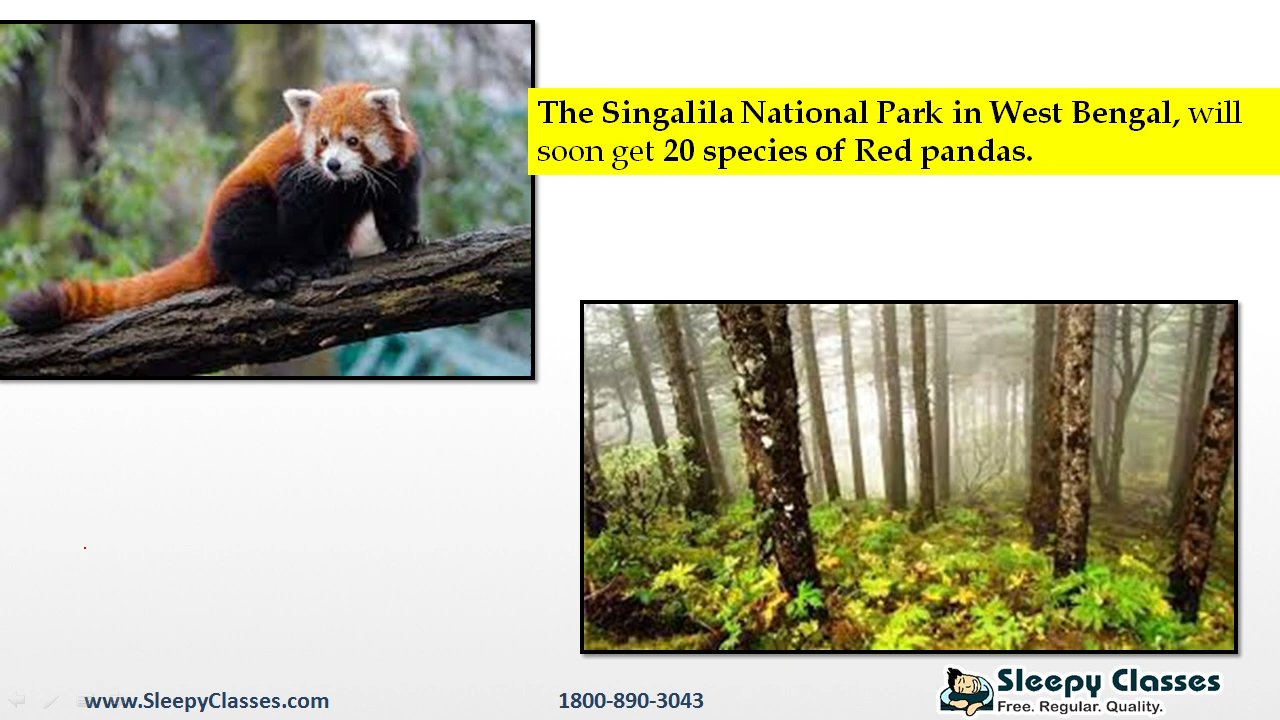 The Singalila National Park in West Bengal, will
soon get 20 species of Red pandas.
www.SleepyClasses.com
1800-890-3043
Sleepy Classes
Free. Regular. Quality.